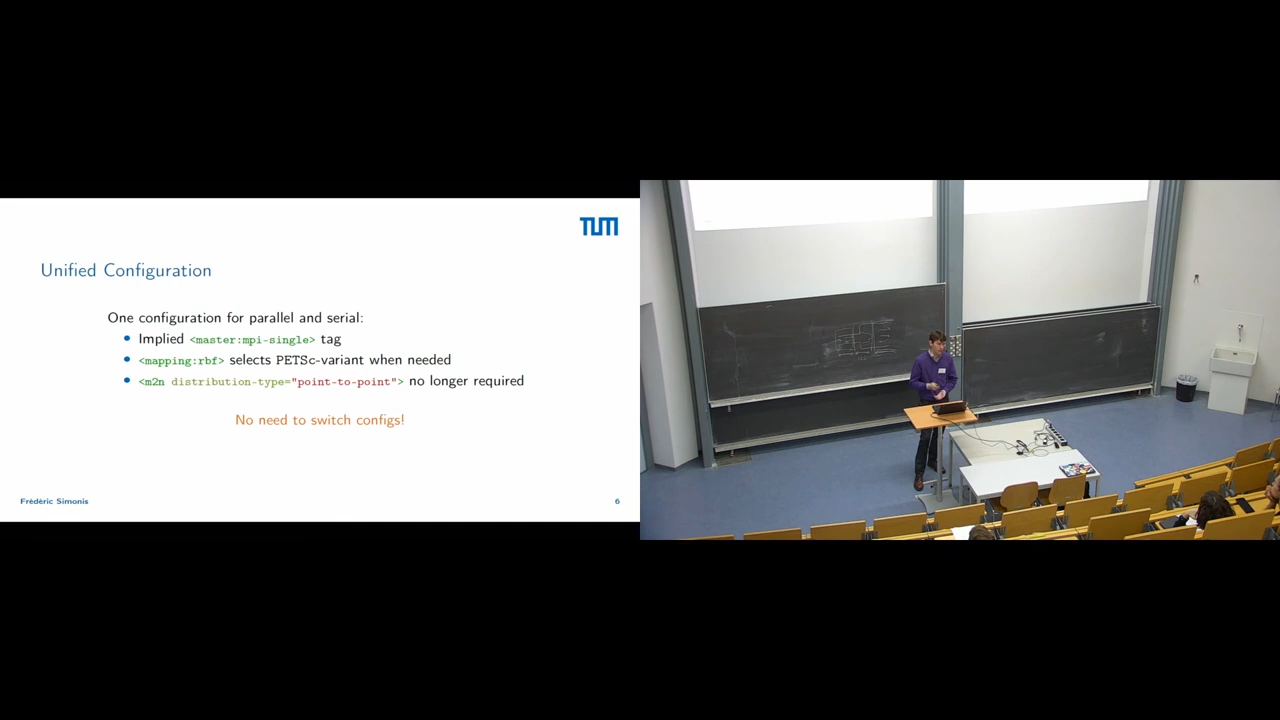 TUM
Unified Configuration
One configuration for parallel and serial:
• Implied <master:mpi-single> tag
• <mapping:rbf> selects PETSc-variant when needed
• <m2n distribution-type="point-to-point"> no longer required
No need to switch configs!
Frédéric Simonis
6